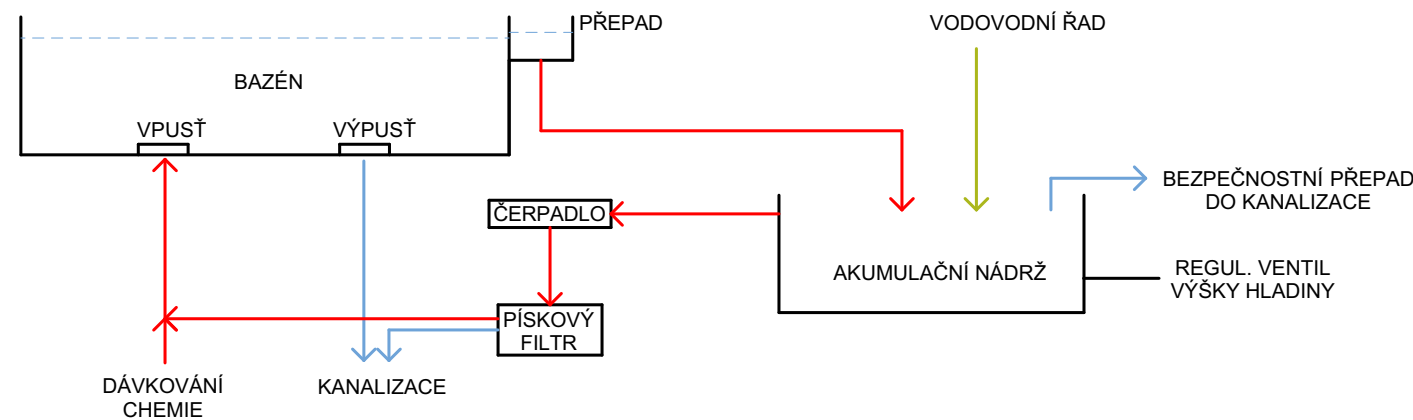 PŘEPAD
VODOVODNÍ ŘAD
BAZÉN
VPUSŤ
VÝPUSŤ
BEZPEČNOSTNÍ PŘEPAD
DO KANALIZACE
ČERPADLO
AKUMULAČNÍ NÁDRŽ
REGUL. VENTIL
VÝŠKY HLADINY
PÍSKOVÝ
FILTR
DÁVKOVÁNÍ
CHEMIE
KANALIZACE